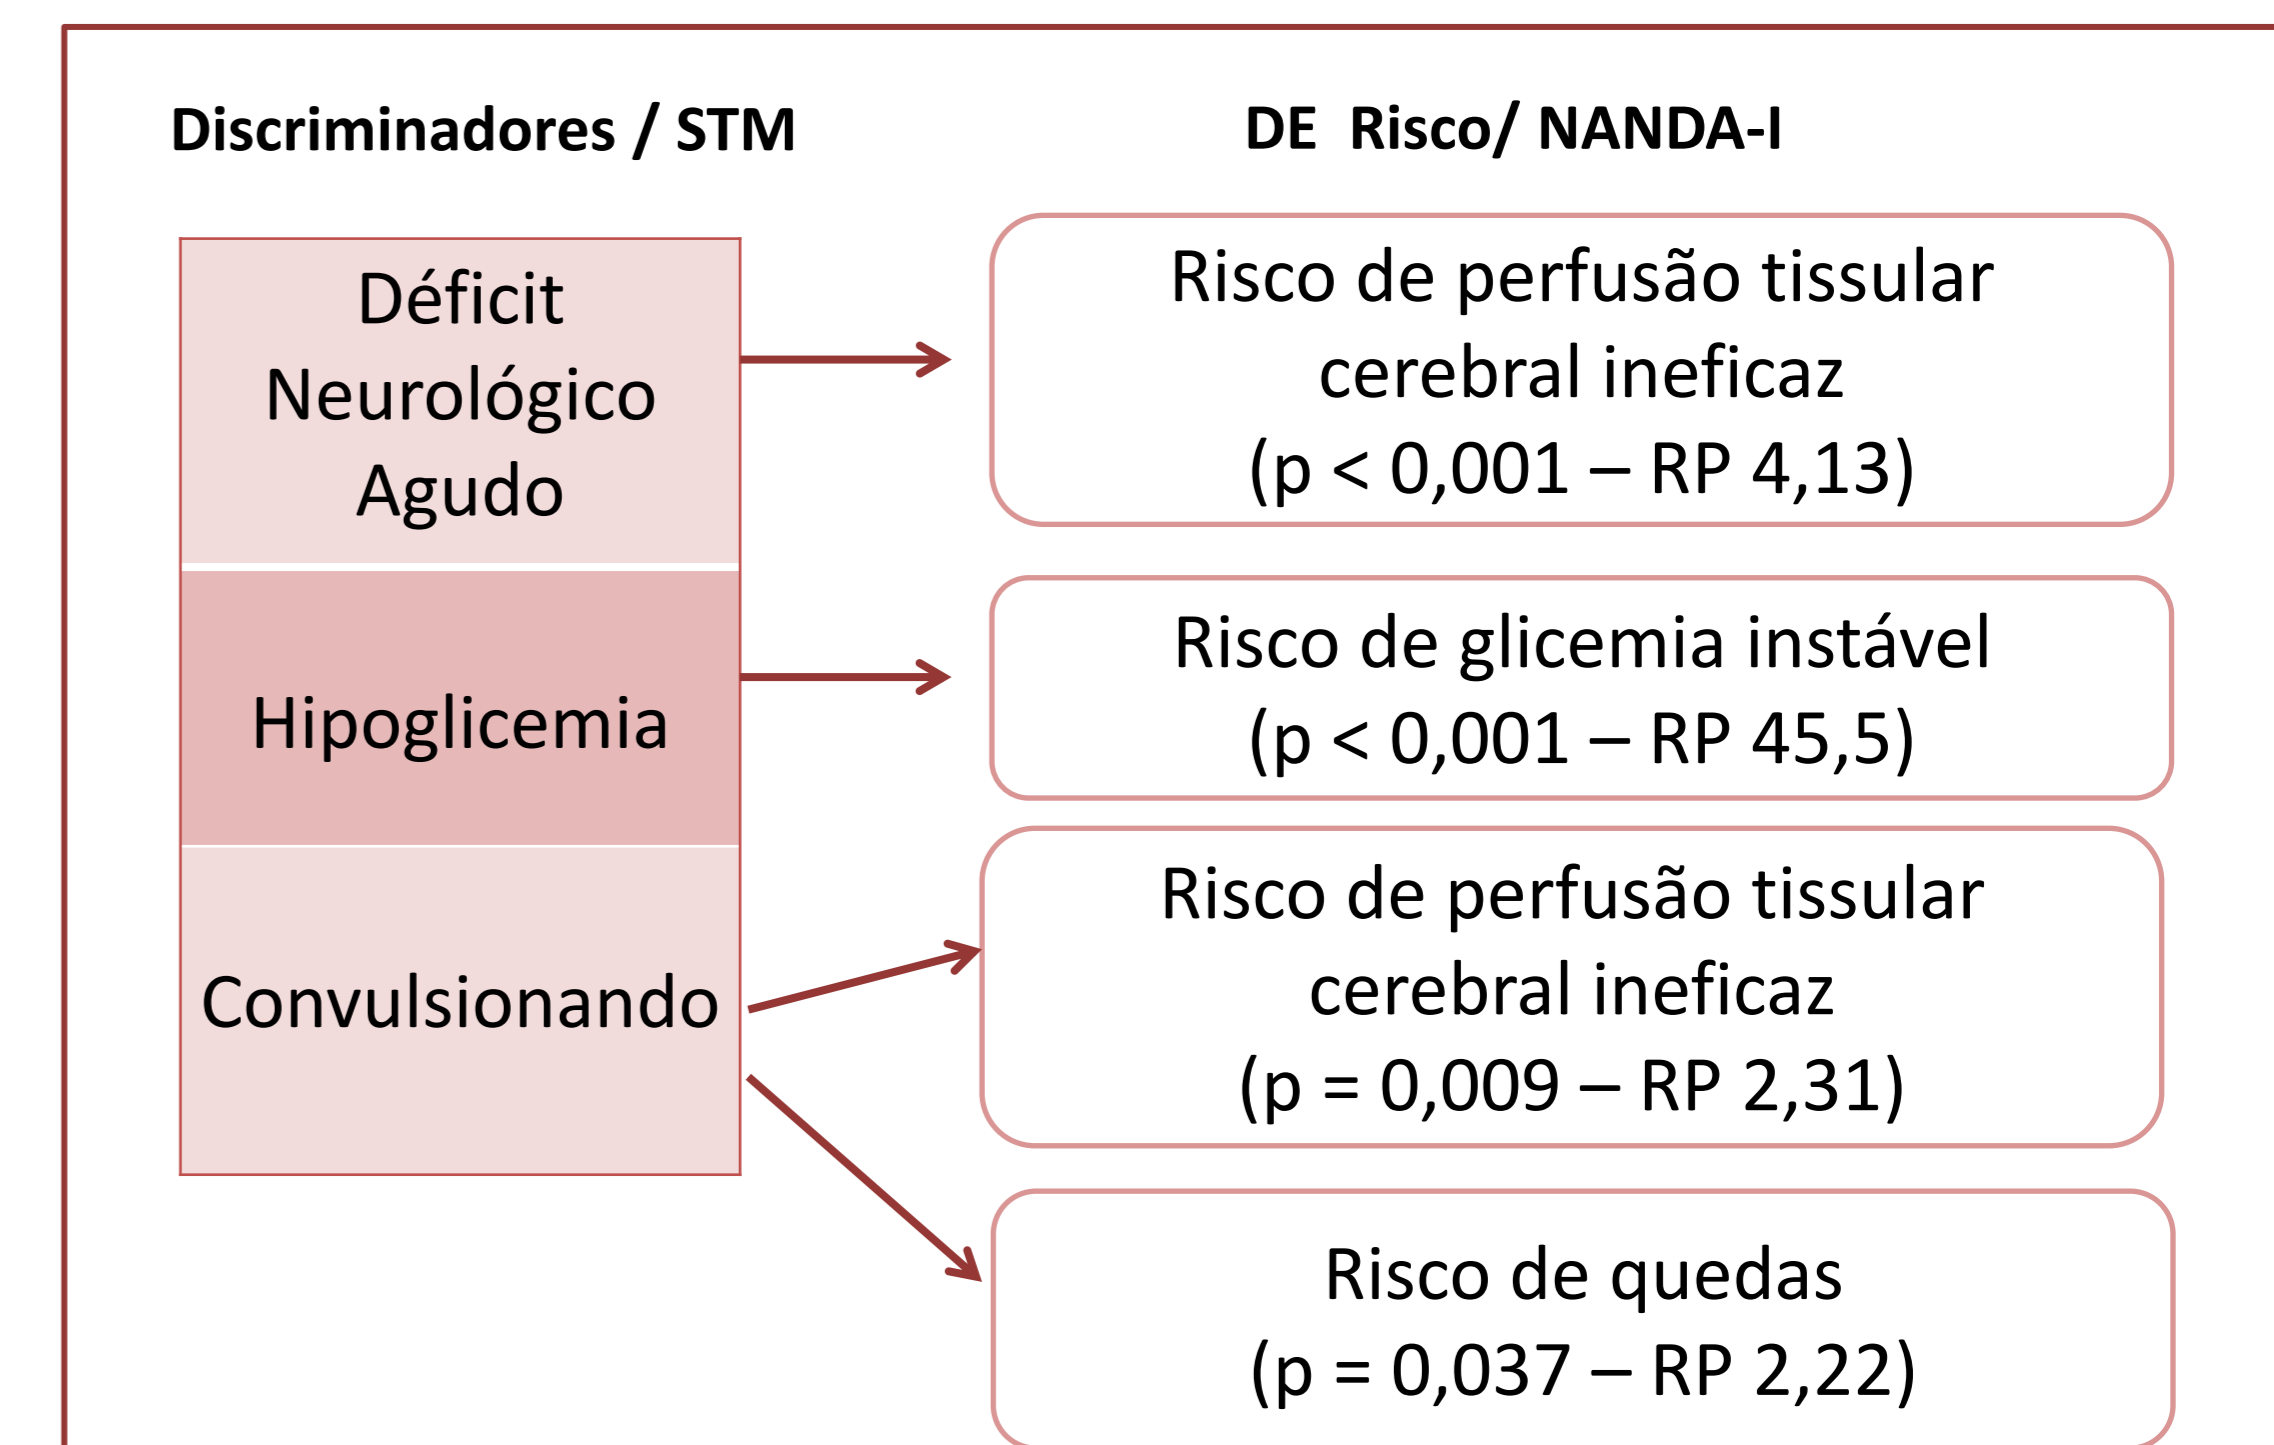 Discriminadores / STM
DE Risco/ NANDA-I
Déficit
Neurológico
Agudo
Risco de perfusão tissular
cerebral ineficaz
(p < 0,001 – RP 4,13)
Hipoglicemia
Risco de glicemia instável
(p < 0,001 – RP 45,5)
Convulsionando
Risco de perfusão tissular
cerebral ineficaz
(p = 0,009 – RP 2,31)
Risco de quedas
(p = 0,037 – RP 2,22)